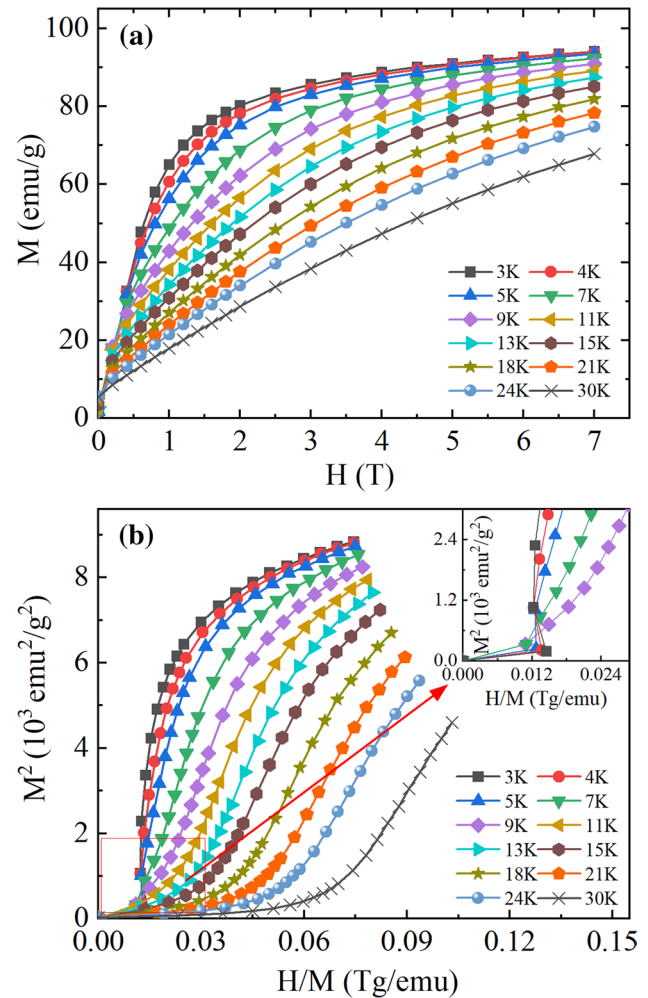 (a)
100
80
60
40
20
0
M (emu/g)
3K 4K
5K 7K
9K 11K
13K 15K
18K 21K
24K 30K
0 1 2 3 4 5 6 7
H (T)
(b)
8
6
4
2
0
M² (10³ emu²/g²)
2.4
1.2
0.0
M² (10³ emu²/g²)
0.000 0.012 0.024
H/M (Tg/emu)
3K 4K
5K 7K
9K 11K
13K 15K
18K 21K
24K 30K
0.00 0.03 0.06 0.09 0.12 0.15
H/M (Tg/emu)